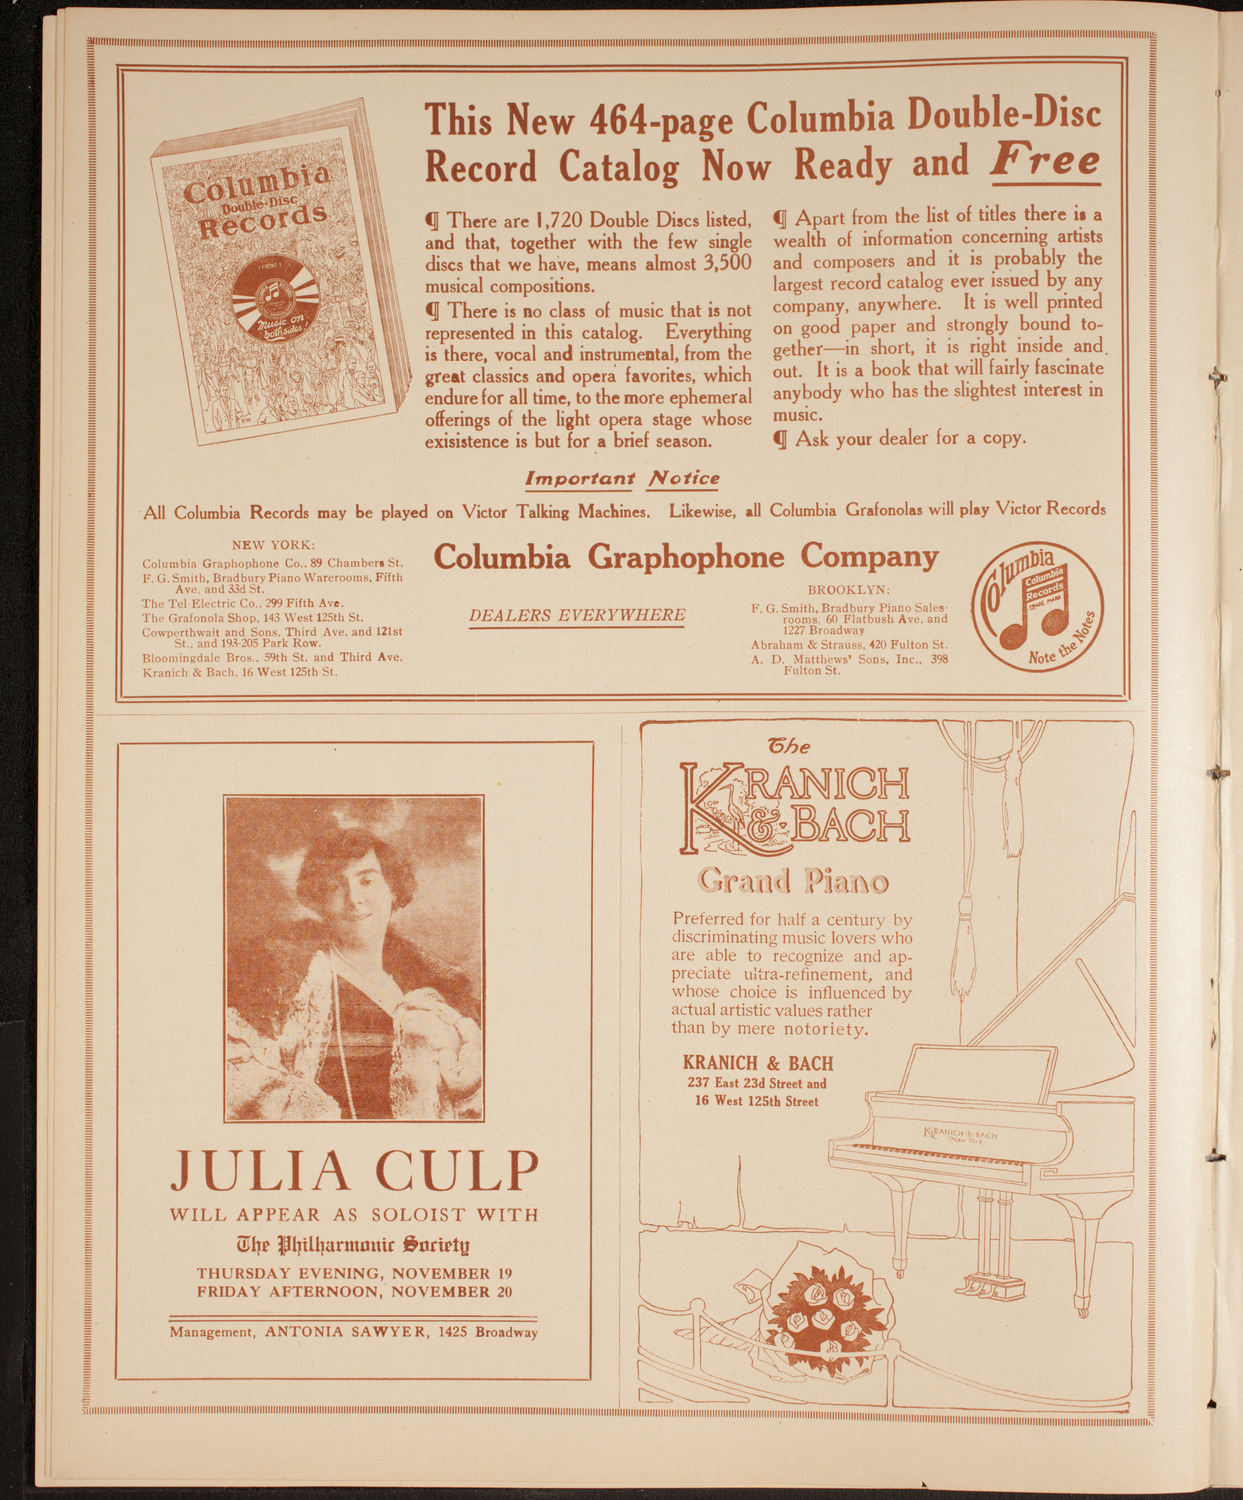 Columbia
Double-Disc
Records
Music on
both sides!
This New 464-page Columbia Double-Disc
Record Catalog Now Ready and Free
¶ There are 1,720 Double Discs listed,
and that, together with the few single
discs that we have, means almost 3,500
musical compositions.
¶ There is no class of music that is not
represented in this catalog. Everything
is there, vocal and instrumental, from the
great classics and opera favorites, which
endure for all time, to the more ephemeral
offerings of the light opera stage whose
exisistence is but for a brief season.
¶ Apart from the list of titles there is a
wealth of information concerning artists
and composers and it is probably the
largest record catalog ever issued by any
company, anywhere. It is well printed
on good paper and strongly bound to-
gether—in short, it is right inside and
out. It is a book that will fairly fascinate
anybody who has the slightest interest in
music.
¶ Ask your dealer for a copy.
Important Notice
All Columbia Records may be played on Victor Talking Machines. Likewise, all Columbia Grafonolas will play Victor Records
NEW YORK:
Columbia Graphophone Co., 89 Chambers St.
F. G. Smith, Bradbury Piano Warerooms, Fifth
Ave. and 33d St.
The Tel-Electric Co., 299 Fifth Ave.
The Grafonola Shop, 143 West 125th St.
Cowperthwait and Sons, Third Ave. and 121st
St., and 193-205 Park Row.
Bloomingdale Bros., 59th St. and Third Ave.
Kranich & Bach, 16 West 125th St.
Columbia Graphophone Company
DEALERS EVERYWHERE
BROOKLYN:
F. G. Smith, Bradbury Piano Sales-
rooms, 60 Flatbush Ave. and
1227 Broadway
Abraham & Strauss, 420 Fulton St.
A. D. Matthews' Sons, Inc., 398
Fulton St.
Columbia
Columbia
Records
TRADE MARK
Note the Notes
JULIA CULP
WILL APPEAR AS SOLOIST WITH
The Philharmonic Society
THURSDAY EVENING, NOVEMBER 19
FRIDAY AFTERNOON, NOVEMBER 20
Management, ANTONIA SAWYER, 1425 Broadway
The
KRANICH
& BACH
Grand Piano
Preferred for half a century by
discriminating music lovers who
are able to recognize and ap-
preciate ultra-refinement, and
whose choice is influenced by
actual artistic values rather
than by mere notoriety.
KRANICH & BACH
237 East 23d Street and
16 West 125th Street
KRANICH & BACH
New York